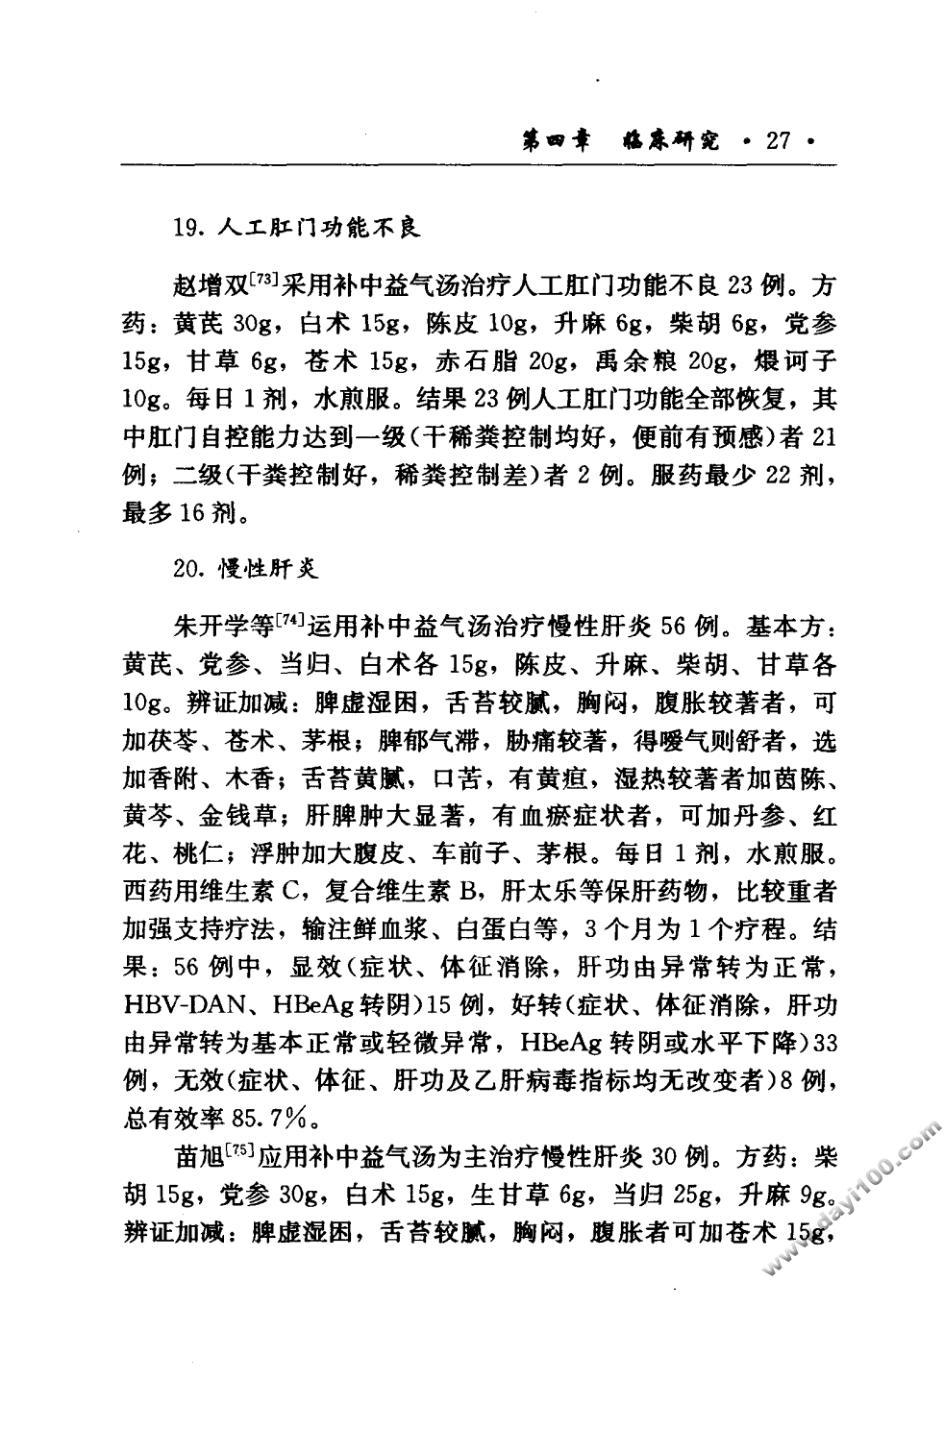 第四章 临床研究 · 27 ·
19. 人工肛门功能不良
赵增双[73]采用补中益气汤治疗人工肛门功能不良 23 例。方
药：黄芪 30g，白术 15g，陈皮 10g，升麻 6g，柴胡 6g，党参
15g，甘草 6g，苍术 15g，赤石脂 20g，禹余粮 20g，煨诃子
10g。每日 1 剂，水煎服。结果 23 例人工肛门功能全部恢复，其
中肛门自控能力达到一级(干稀粪控制均好，便前有预感)者 21
例；二级(干粪控制好，稀粪控制差)者 2 例。服药最少 22 剂，
最多 16 剂。
20. 慢性肝炎
朱开学等[74]运用补中益气汤治疗慢性肝炎 56 例。基本方：
黄芪、党参、当归、白术各 15g，陈皮、升麻、柴胡、甘草各
10g。辨证加减：脾虚湿困，舌苔较腻，胸闷，腹胀较著者，可
加茯苓、苍术、茅根；脾郁气滞，胁痛较著，得嗳气则舒者，选
加香附、木香；舌苔黄腻，口苦，有黄疸，湿热较著者加茵陈、
黄芩、金钱草；肝脾肿大显著，有血瘀症状者，可加丹参、红
花、桃仁；浮肿加大腹皮、车前子、茅根。每日 1 剂，水煎服。
西药用维生素 C，复合维生素 B，肝太乐等保肝药物，比较重者
加强支持疗法，输注鲜血浆、白蛋白等，3 个月为 1 个疗程。结
果：56 例中，显效(症状、体征消除，肝功由异常转为正常，
HBV-DAN、HBeAg 转阴)15 例，好转(症状、体征消除，肝功
由异常转为基本正常或轻微异常，HBeAg 转阴或水平下降)33
例，无效(症状、体征、肝功及乙肝病毒指标均无改变者)8 例，
总有效率 85.7%。
苗旭[75]应用补中益气汤为主治疗慢性肝炎 30 例。方药：柴
胡 15g，党参 30g，白术 15g，生甘草 6g，当归 25g，升麻 9g。
辨证加减：脾虚湿困，舌苔较腻，胸闷，腹胀者可加苍术 15g，
www.dayi100.com